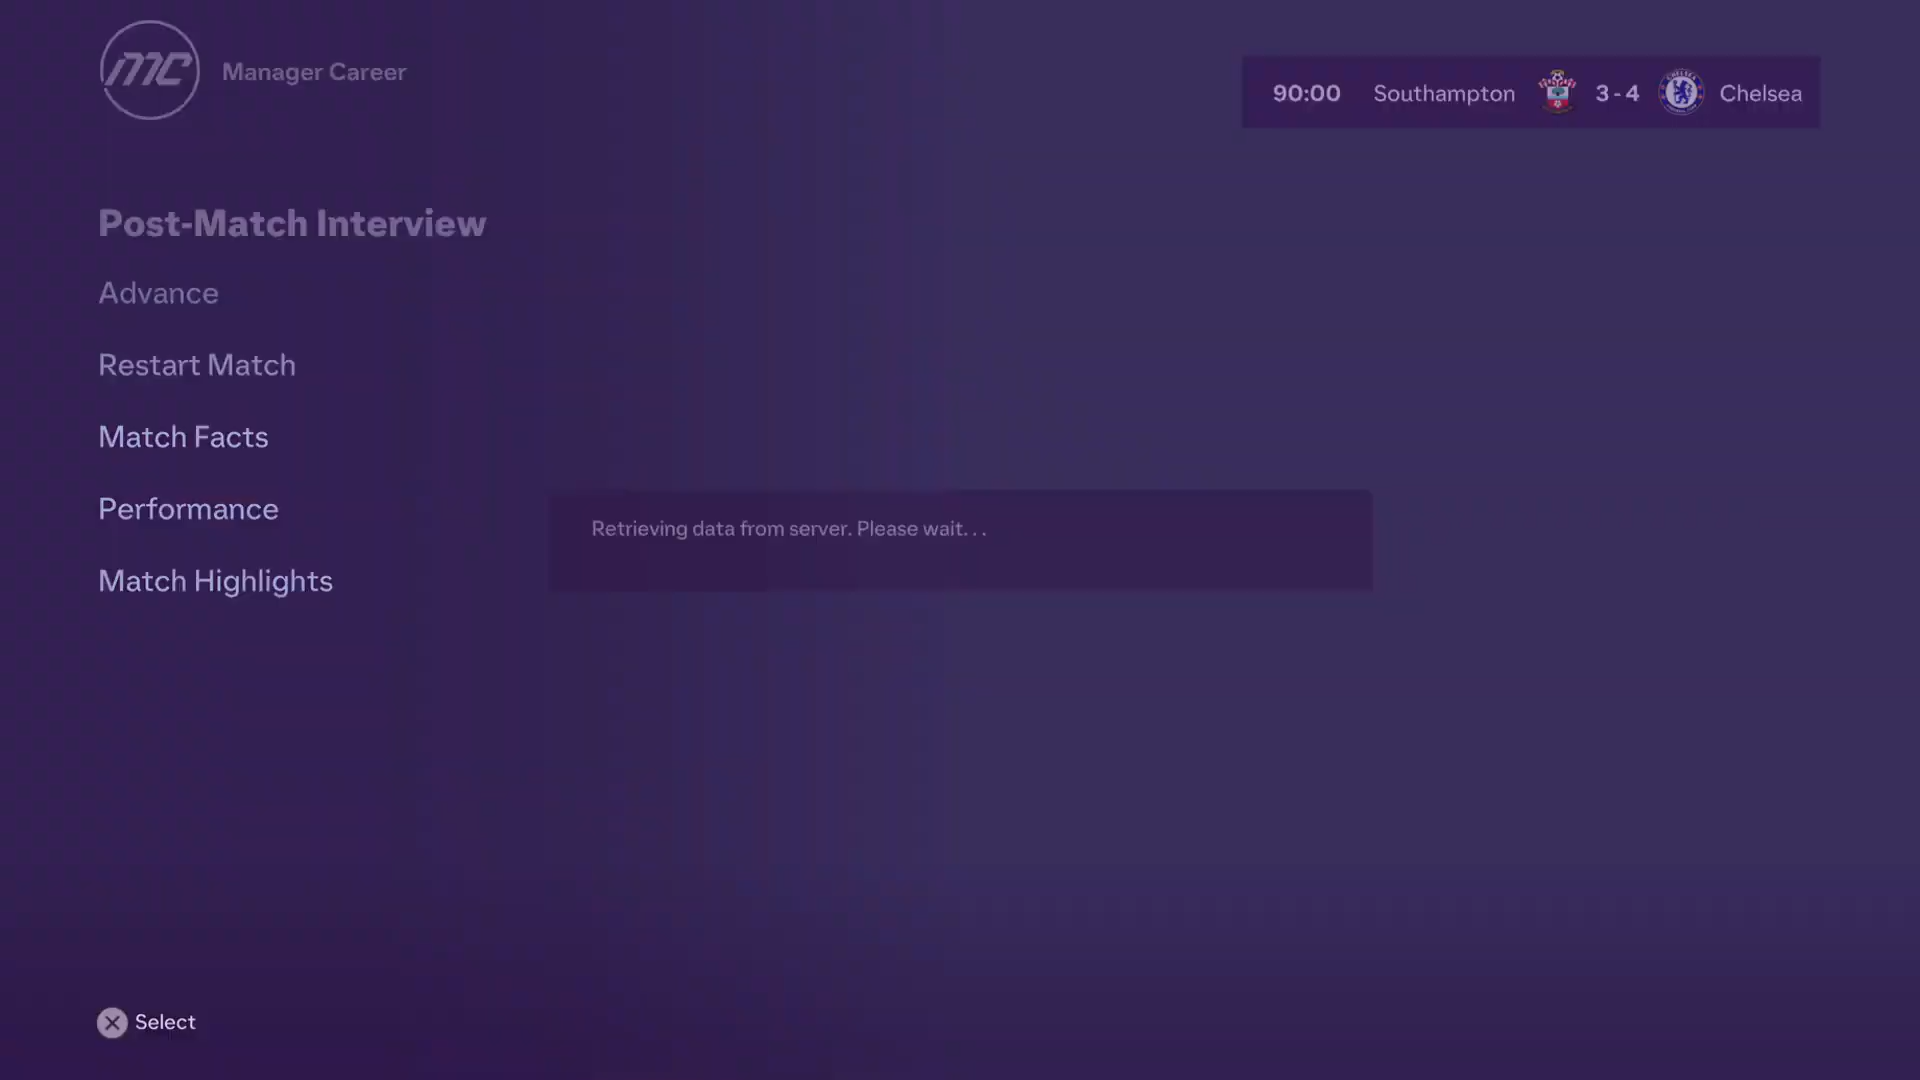 MC Manager Career
90:00 Southampton 3 - 4 Chelsea
Post-Match Interview
Advance
Restart Match
Match Facts
Performance
Match Highlights
Retrieving data from server. Please wait. . .
Select